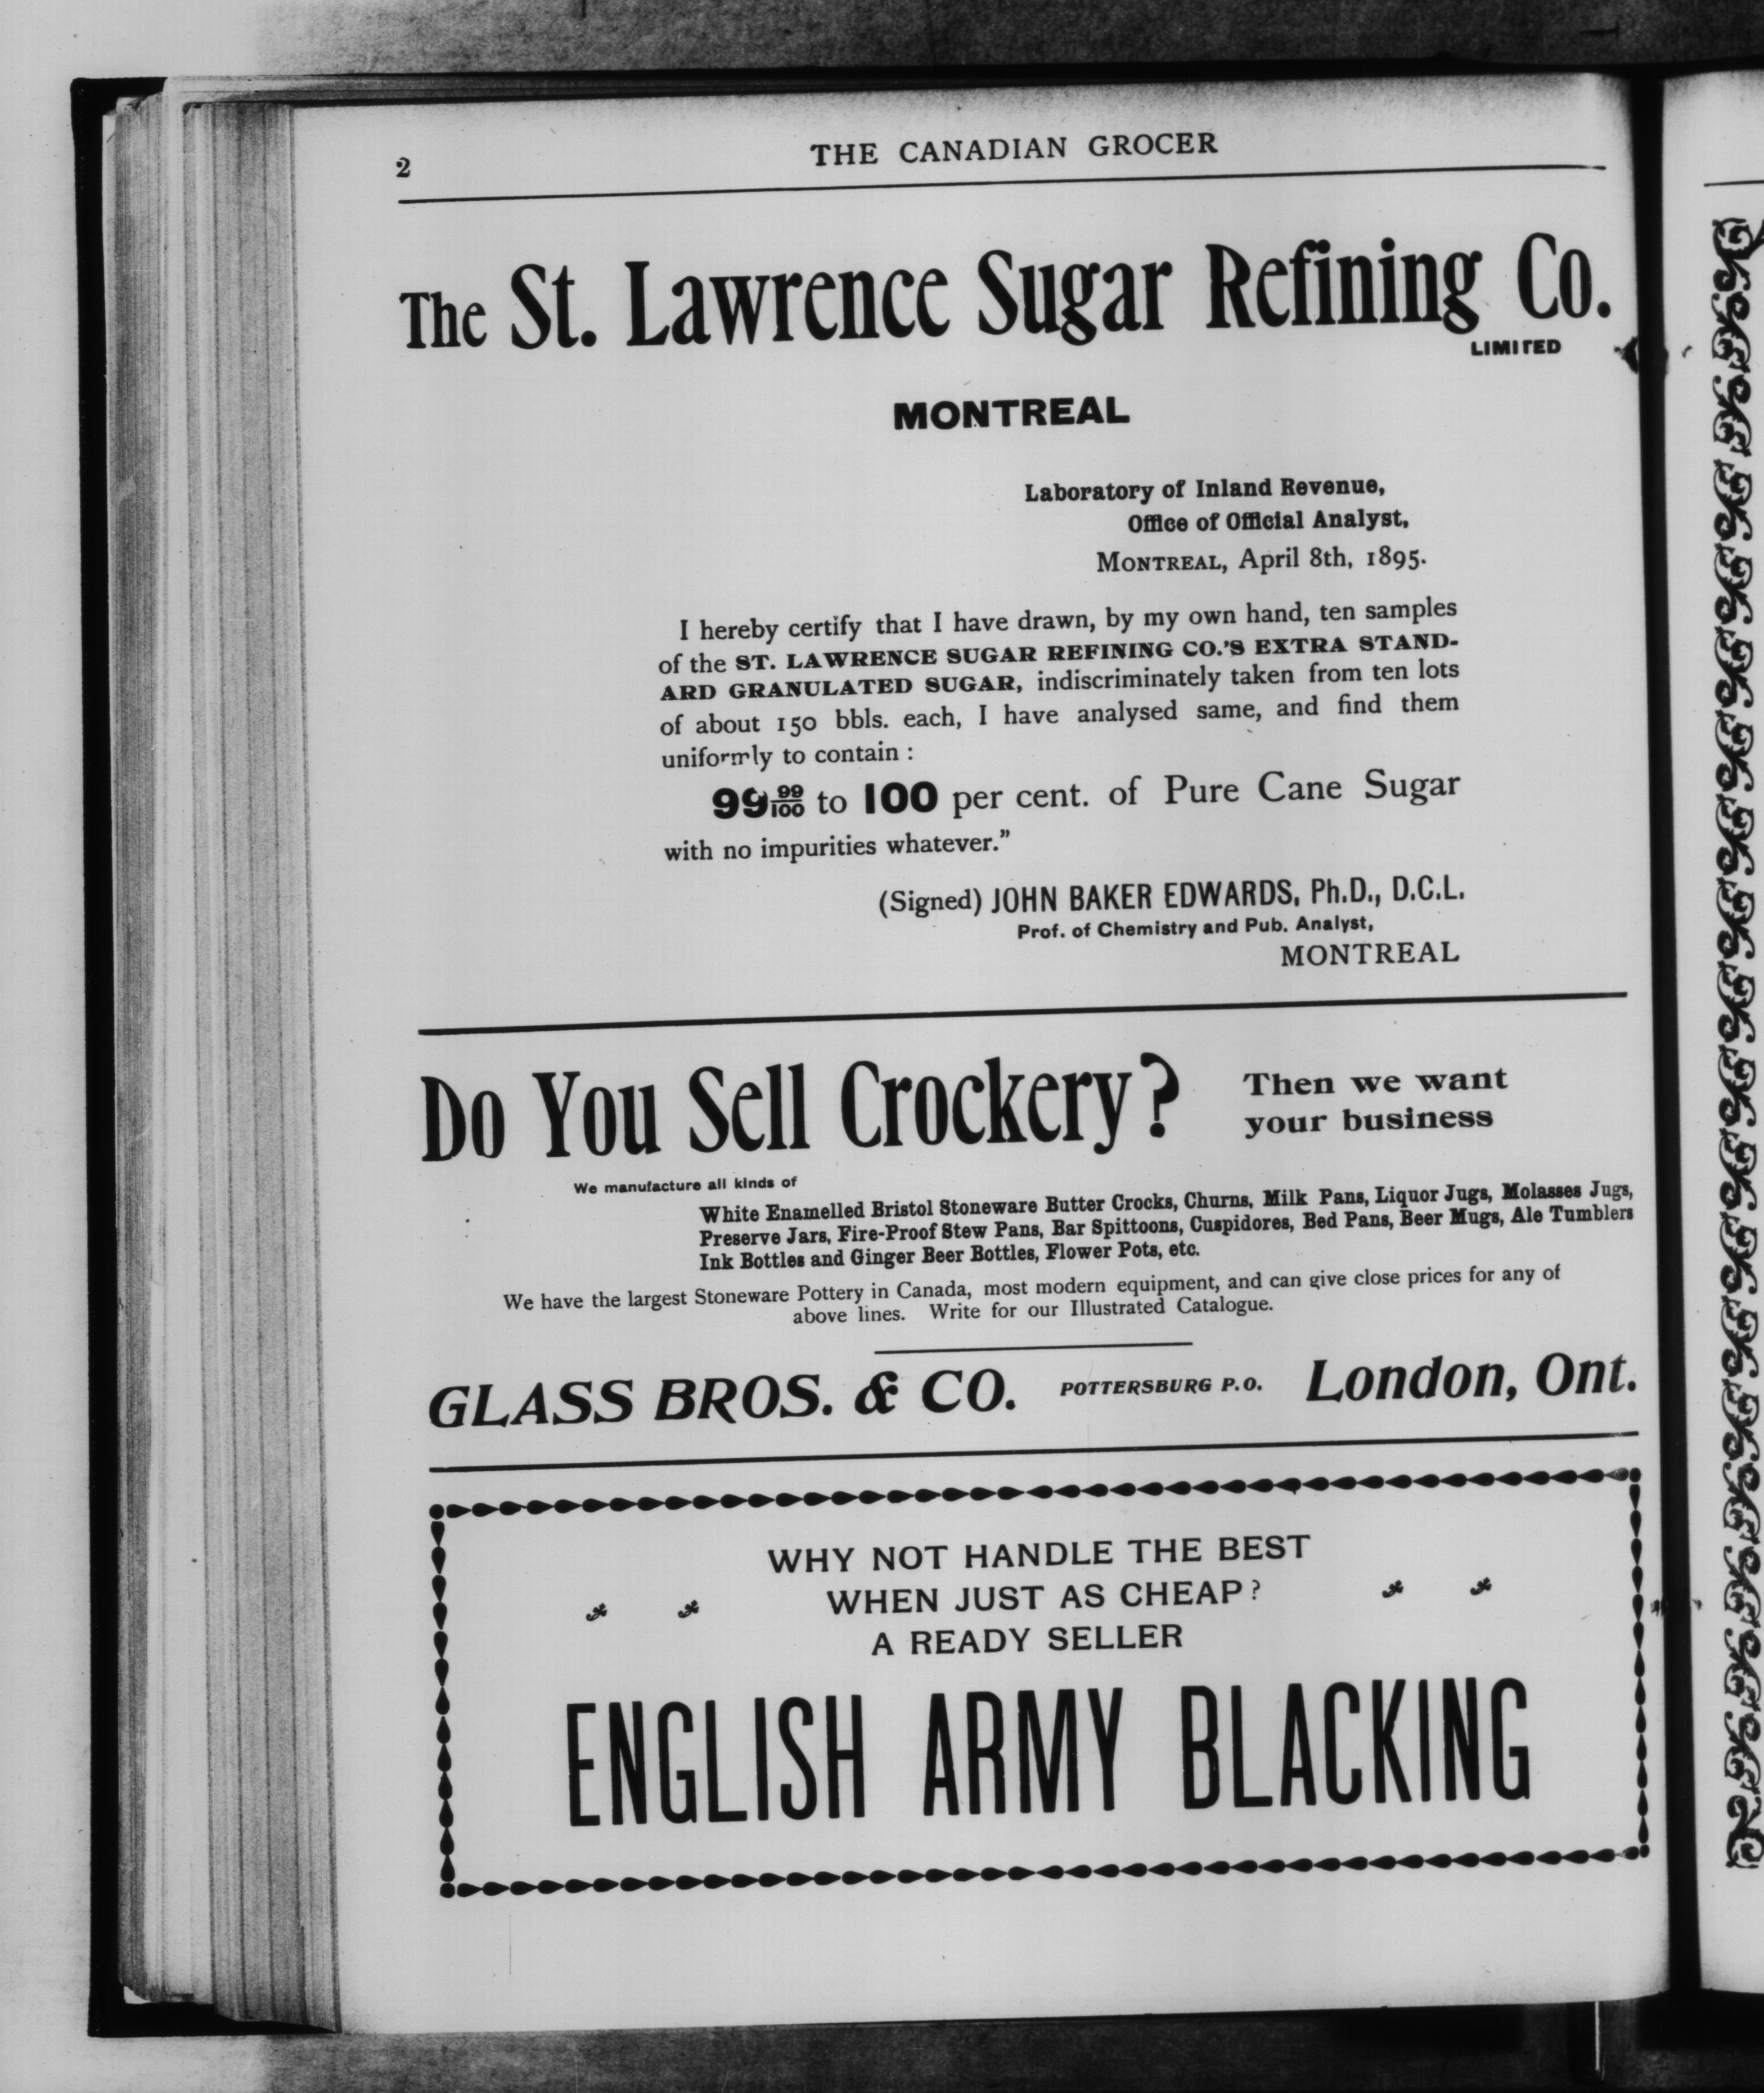 2
THE CANADIAN GROCER
The St. Lawrence Sugar Refining Co.
LIMITED
MONTREAL
Laboratory of Inland Revenue,
Office of Official Analyst,
MONTREAL, April 8th, 1895.
I hereby certify that I have drawn, by my own hand, ten samples
of the ST. LAWRENCE SUGAR REFINING CO.'S EXTRA STAND-
ARD GRANULATED SUGAR, indiscriminately taken from ten lots
of about 150 bbls. each, I have analysed same, and find them
uniformly to contain :
99 99/100 to 100 per cent. of Pure Cane Sugar
with no impurities whatever."
(Signed) JOHN BAKER EDWARDS, Ph.D., D.C.L.
Prof. of Chemistry and Pub. Analyst,
MONTREAL
Do You Sell Crockery?
Then we want
your business
We manufacture all kinds of
White Enamelled Bristol Stoneware Butter Crocks, Churns, Milk Pans, Liquor Jugs, Molasses Jugs,
Preserve Jars, Fire-Proof Stew Pans, Bar Spittoons, Cuspidores, Bed Pans, Beer Mugs, Ale Tumblers
Ink Bottles and Ginger Beer Bottles, Flower Pots, etc.
We have the largest Stoneware Pottery in Canada, most modern equipment, and can give close prices for any of
above lines. Write for our Illustrated Catalogue.
GLASS BROS. & CO. POTTERSBURG P.O. London, Ont.
WHY NOT HANDLE THE BEST
WHEN JUST AS CHEAP?
A READY SELLER
ENGLISH ARMY BLACKING